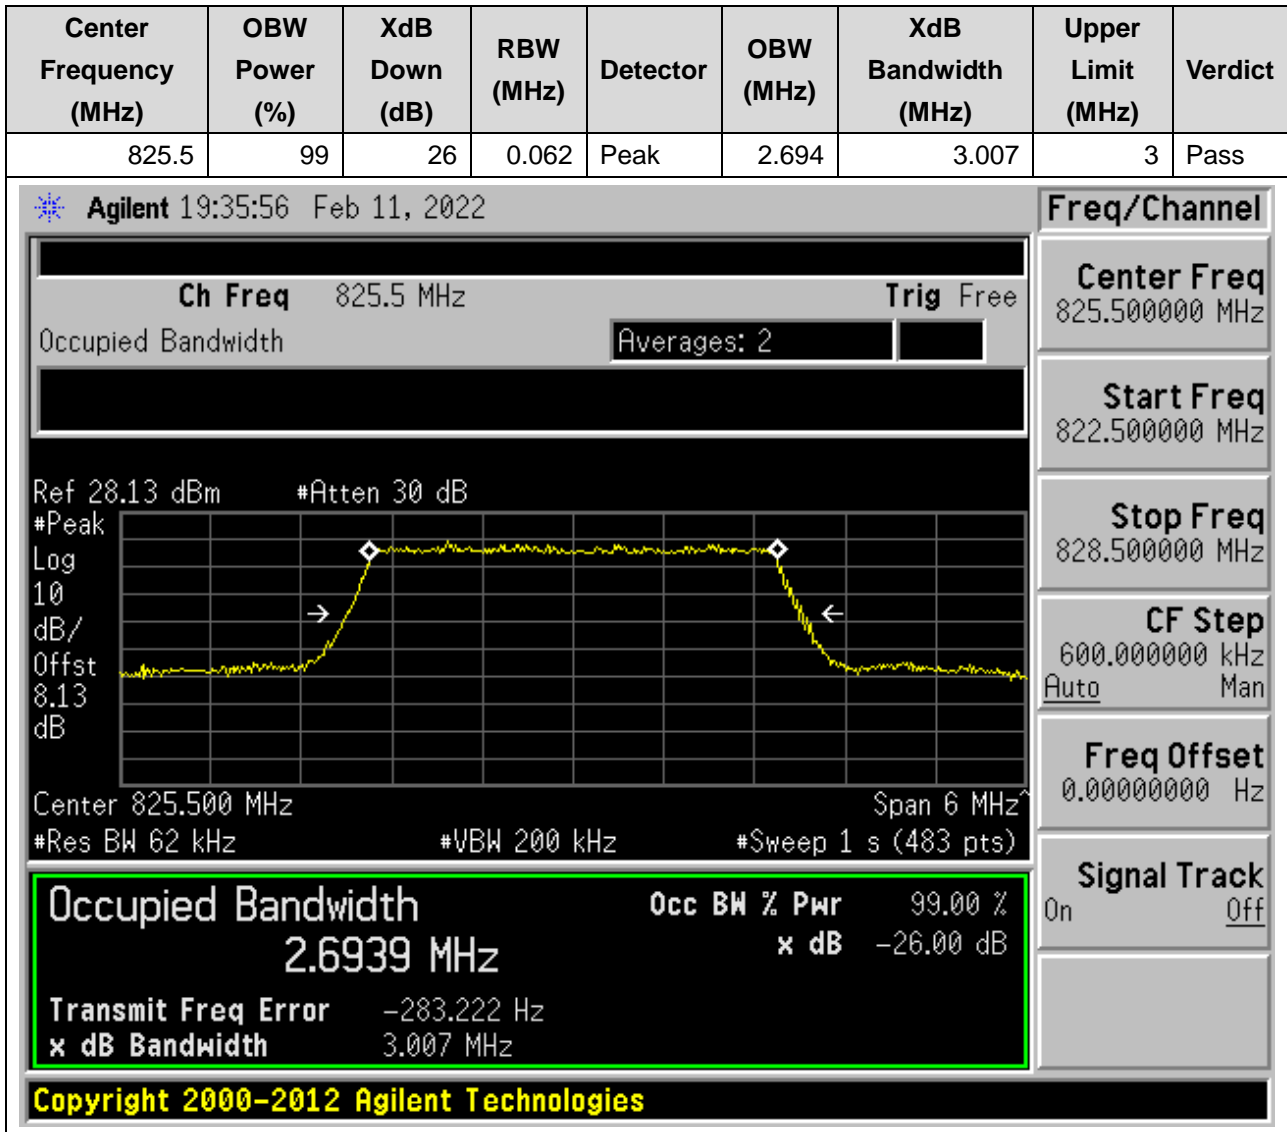 Center Frequency (MHz) OBW Power (%) XdB Down (dB) RBW (MHz) Detector OBW (MHz) XdB Bandwidth (MHz) Upper Limit (MHz) Verdict
825.5 99 26 0.062 Peak 2.694 3.007 3 Pass
Agilent 19:35:56 Feb 11, 2022
Ch Freq 825.5 MHz Trig Free
Occupied Bandwidth Averages: 2
Ref 28.13 dBm #Atten 30 dB
#Peak
Log
10
dB/
Offst
8.13
dB
Center 825.500 MHz Span 6 MHz^
#Res BW 62 kHz #VBW 200 kHz #Sweep 1 s (483 pts)
Occupied Bandwidth Occ BW % Pwr 99.00 %
2.6939 MHz x dB -26.00 dB
Transmit Freq Error -283.222 Hz
x dB Bandwidth 3.007 MHz
Copyright 2000-2012 Agilent Technologies
Freq/Channel
Center Freq
825.500000 MHz
Start Freq
822.500000 MHz
Stop Freq
828.500000 MHz
CF Step
600.000000 kHz
Auto Man
Freq Offset
0.00000000 Hz
Signal Track
On Off